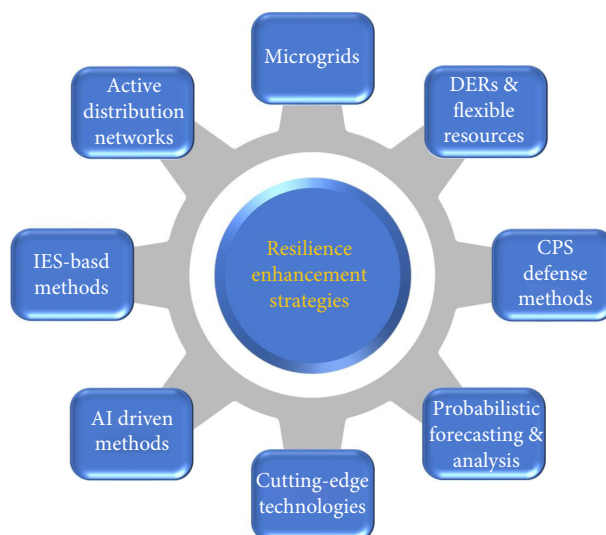 Microgrids
Active
distribution
networks
DERs &
flexible
resources
Resilience
enhancement
strategies
IES-basd
methods
CPS
defense
methods
AI driven
methods
Probabilistic
forecasting &
analysis
Cutting-edge
technologies